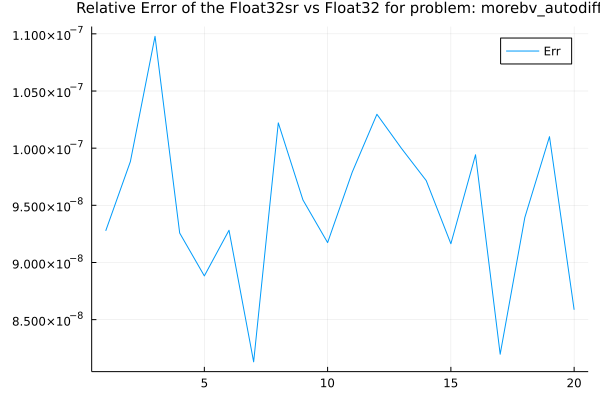 Relative Error of the Float32sr vs Float32 for problem: morebv_autodiff
1.100×10⁻⁷
Err
1.050×10⁻⁷
1.000×10⁻⁷
9.500×10⁻⁸
9.000×10⁻⁸
8.500×10⁻⁸
5 10 15 20